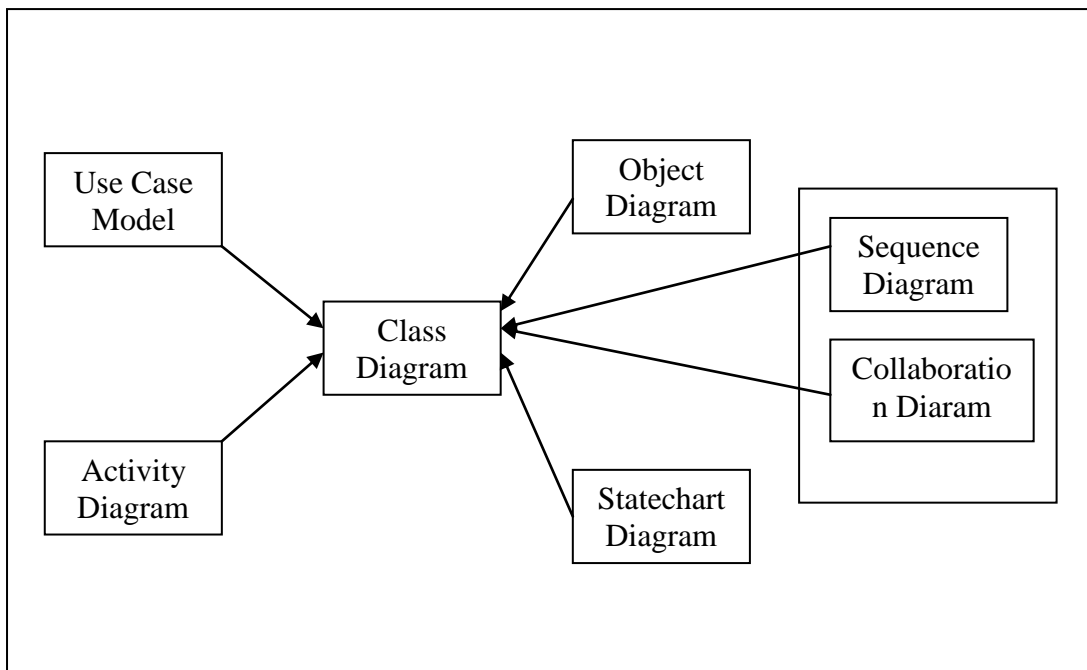 Use Case
Model
Object
Diagram
Sequence
Diagram
Class
Diagram
Collaboratio
n Diaram
Activity
Diagram
Statechart
Diagram